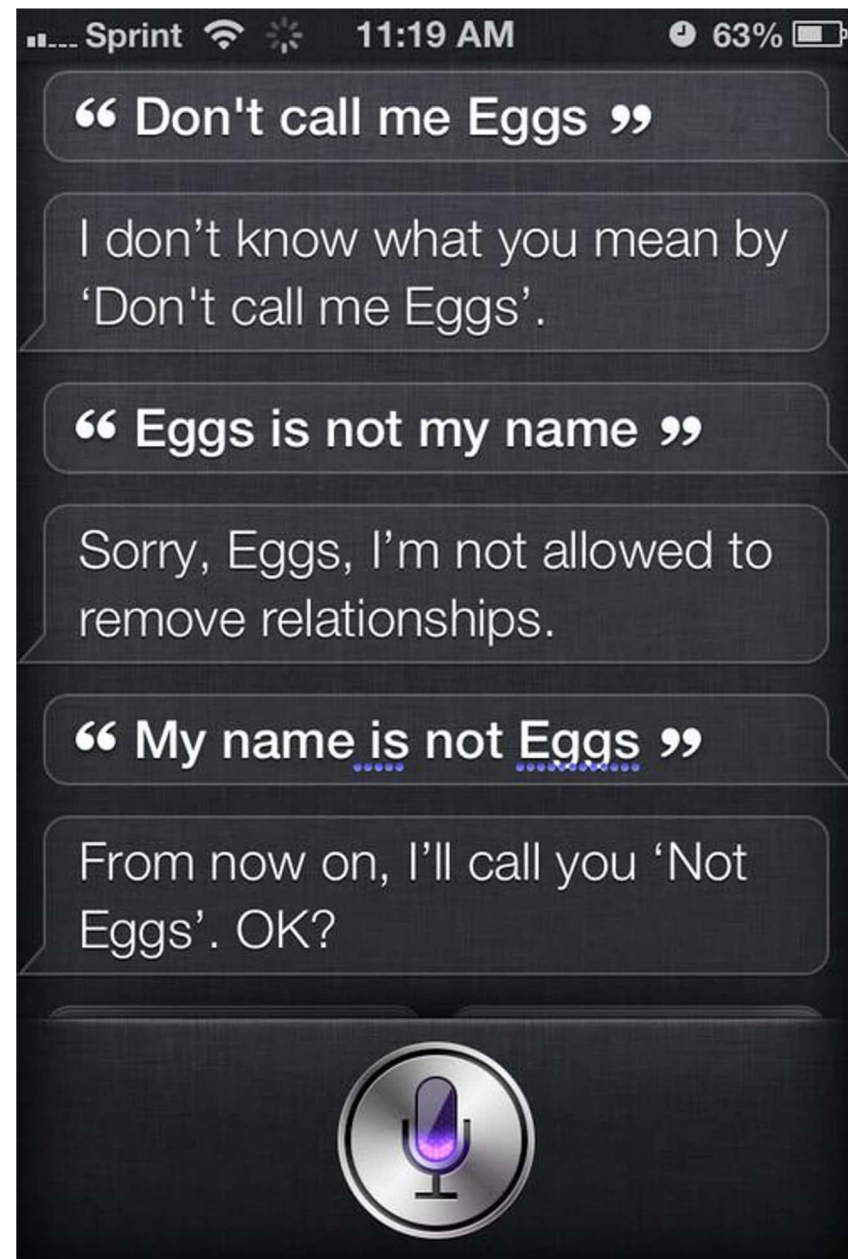 Sprint 11:19 AM 63%
“ Don't call me Eggs ”
I don’t know what you mean by
‘Don't call me Eggs’.
“ Eggs is not my name ”
Sorry, Eggs, I’m not allowed to
remove relationships.
“ My name is not Eggs ”
From now on, I’ll call you ‘Not
Eggs’. OK?